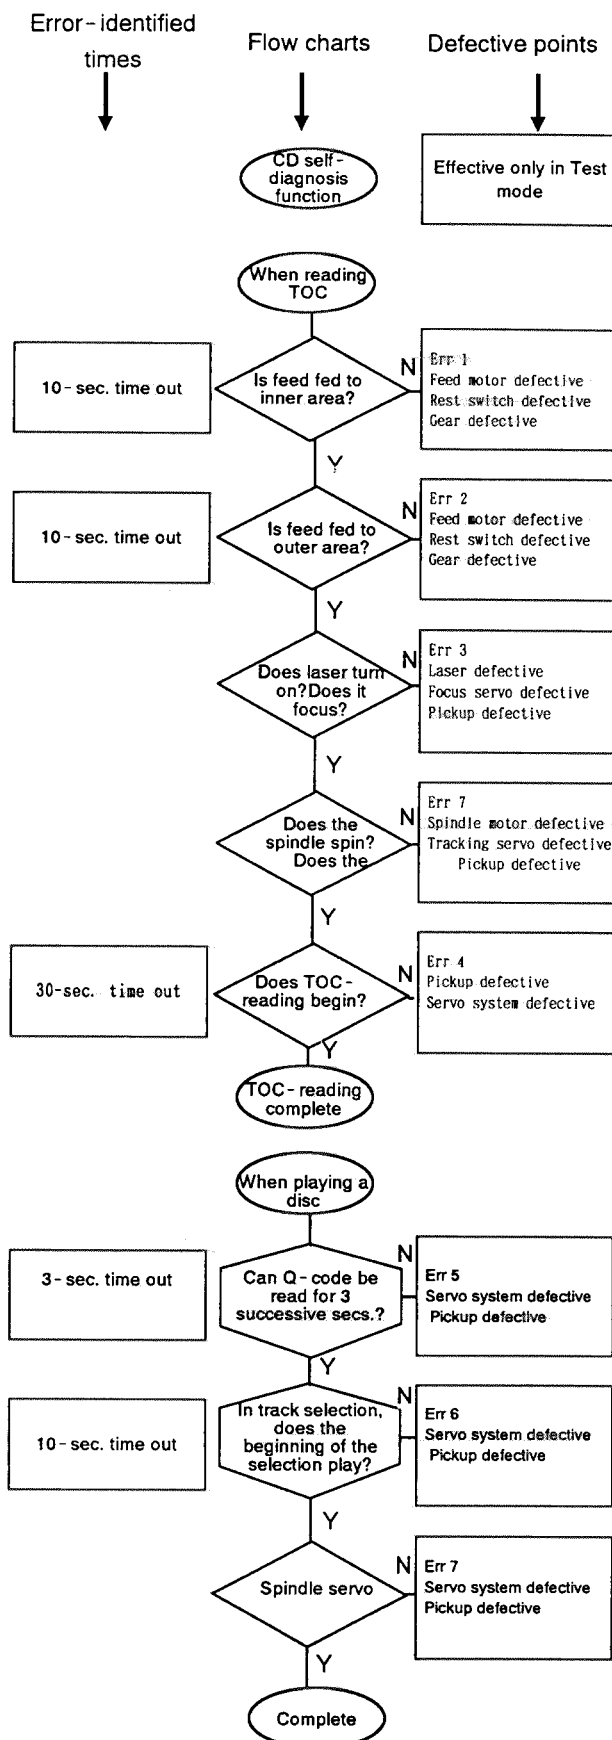 Error-identified times
Flow charts
Defective points
CD self-
diagnosis
function
Effective only in Test
mode
When reading
TOC
10-sec. time out
Is feed fed to
inner area?
N
Err 1
Feed motor defective
Rest switch defective
Gear defective
Y
10-sec. time out
Is feed fed to
outer area?
N
Err 2
Feed motor defective
Rest switch defective
Gear defective
Y
Does laser turn
on?Does it
focus?
N
Err 3
Laser defective
Focus servo defective
Pickup defective
Y
Does the
spindle spin?
Does the
N
Err 7
Spindle motor defective
Tracking servo defective
Pickup defective
Y
30-sec. time out
Does TOC-
reading begin?
N
Err 4
Pickup defective
Servo system defective
Y
TOC-reading
complete
When playing a
disc
3-sec. time out
Can Q-code be
read for 3
successive secs.?
N
Err 5
Servo system defective
Pickup defective
Y
10-sec. time out
In track selection,
does the
beginning of the
selection play?
N
Err 6
Servo system defective
Pickup defective
Y
Spindle servo
N
Err 7
Servo system defective
Pickup defective
Y
Complete